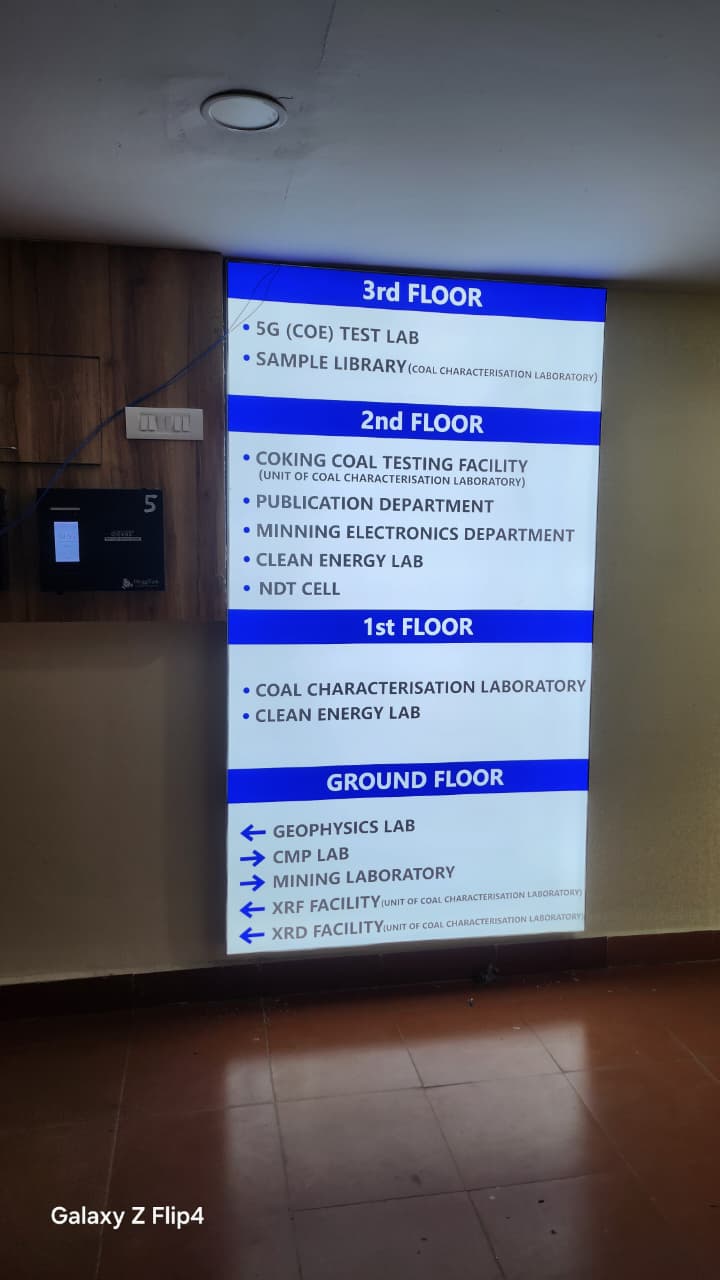 3rd FLOOR
• 5G (COE) TEST LAB
• SAMPLE LIBRARY(COAL CHARACTERISATION LABORATORY)
2nd FLOOR
• COKING COAL TESTING FACILITY
(UNIT OF COAL CHARACTERISATION LABORATORY)
• PUBLICATION DEPARTMENT
• MINNING ELECTRONICS DEPARTMENT
• CLEAN ENERGY LAB
• NDT CELL
1st FLOOR
• COAL CHARACTERISATION LABORATORY
• CLEAN ENERGY LAB
GROUND FLOOR
← GEOPHYSICS LAB
→ CMP LAB
→ MINING LABORATORY
← XRF FACILITY(UNIT OF COAL CHARACTERISATION LABORATORY)
← XRD FACILITY(UNIT OF COAL CHARACTERISATION LABORATORY)
5
Galaxy Z Flip4